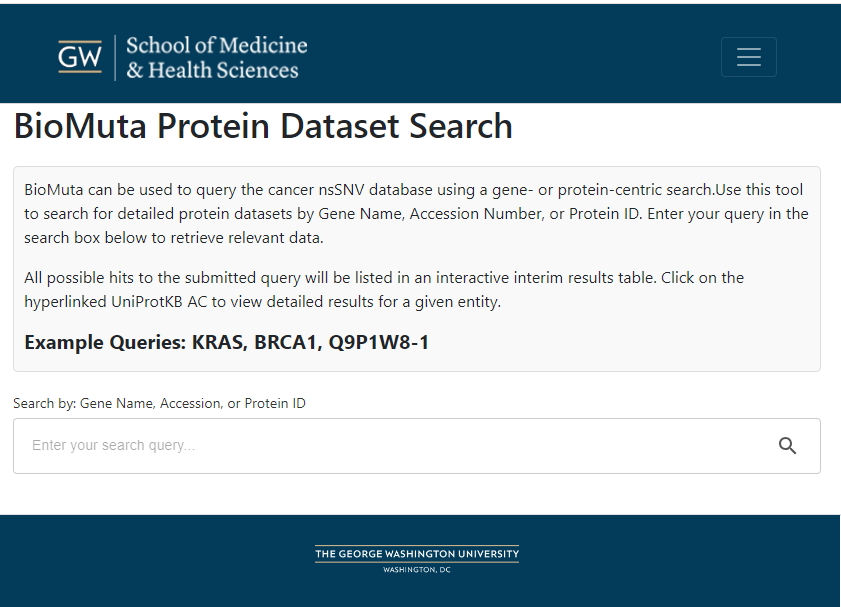 GW
School of Medicine
& Health Sciences
BioMuta Protein Dataset Search
BioMuta can be used to query the cancer nsSNV database using a gene- or protein-centric search.Use this tool
to search for detailed protein datasets by Gene Name, Accession Number, or Protein ID. Enter your query in the
search box below to retrieve relevant data.
All possible hits to the submitted query will be listed in an interactive interim results table. Click on the
hyperlinked UniProtKB AC to view detailed results for a given entity.
Example Queries: KRAS, BRCA1, Q9P1W8-1
Search by: Gene Name, Accession, or Protein ID
Enter your search query...
THE GEORGE WASHINGTON UNIVERSITY
WASHINGTON, DC